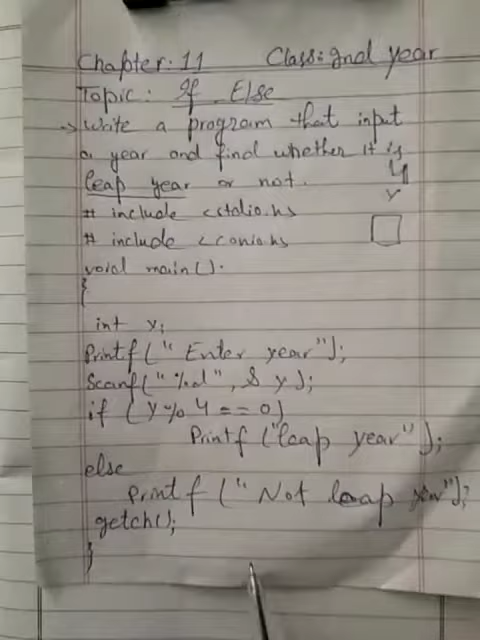 Chapter: 11 Class: 2nd year
Topic: If Else
→ Write a program that input
a year and find whether it is
leap year or not.
4
Y
# include <stdio.h>
# include <conio.h>
void main().
{
int y;
Printf (" Enter year");
Scanf ("%d", & y);
if (y % 4 == 0)
Printf ("leap year");
else
printf (" Not leap year");
getch();
}